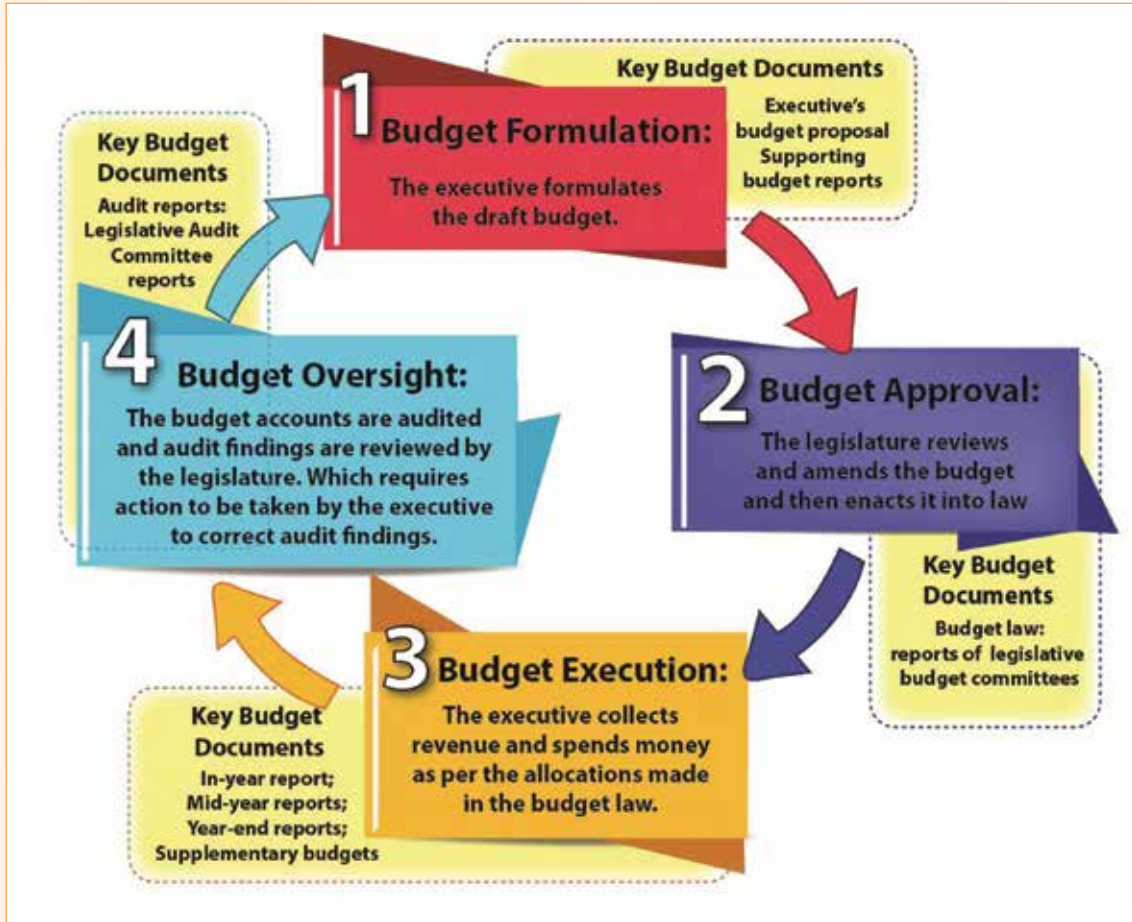 1
Budget Formulation:
The executive formulates
the draft budget.
Key Budget Documents
Executive's
budget proposal
Supporting
budget reports
2
Budget Approval:
The legislature reviews
and amends the budget
and then enacts it into law
Key Budget
Documents
Budget law:
reports of legislative
budget committees
3
Budget Execution:
The executive collects
revenue and spends money
as per the allocations made
in the budget law.
Key Budget
Documents
In-year report;
Mid-year reports;
Year-end reports;
Supplementary budgets
4
Budget Oversight:
The budget accounts are audited
and audit findings are reviewed by
the legislature. Which requires
action to be taken by the executive
to correct audit findings.
Key Budget
Documents
Audit reports:
Legislative Audit
Committee
reports